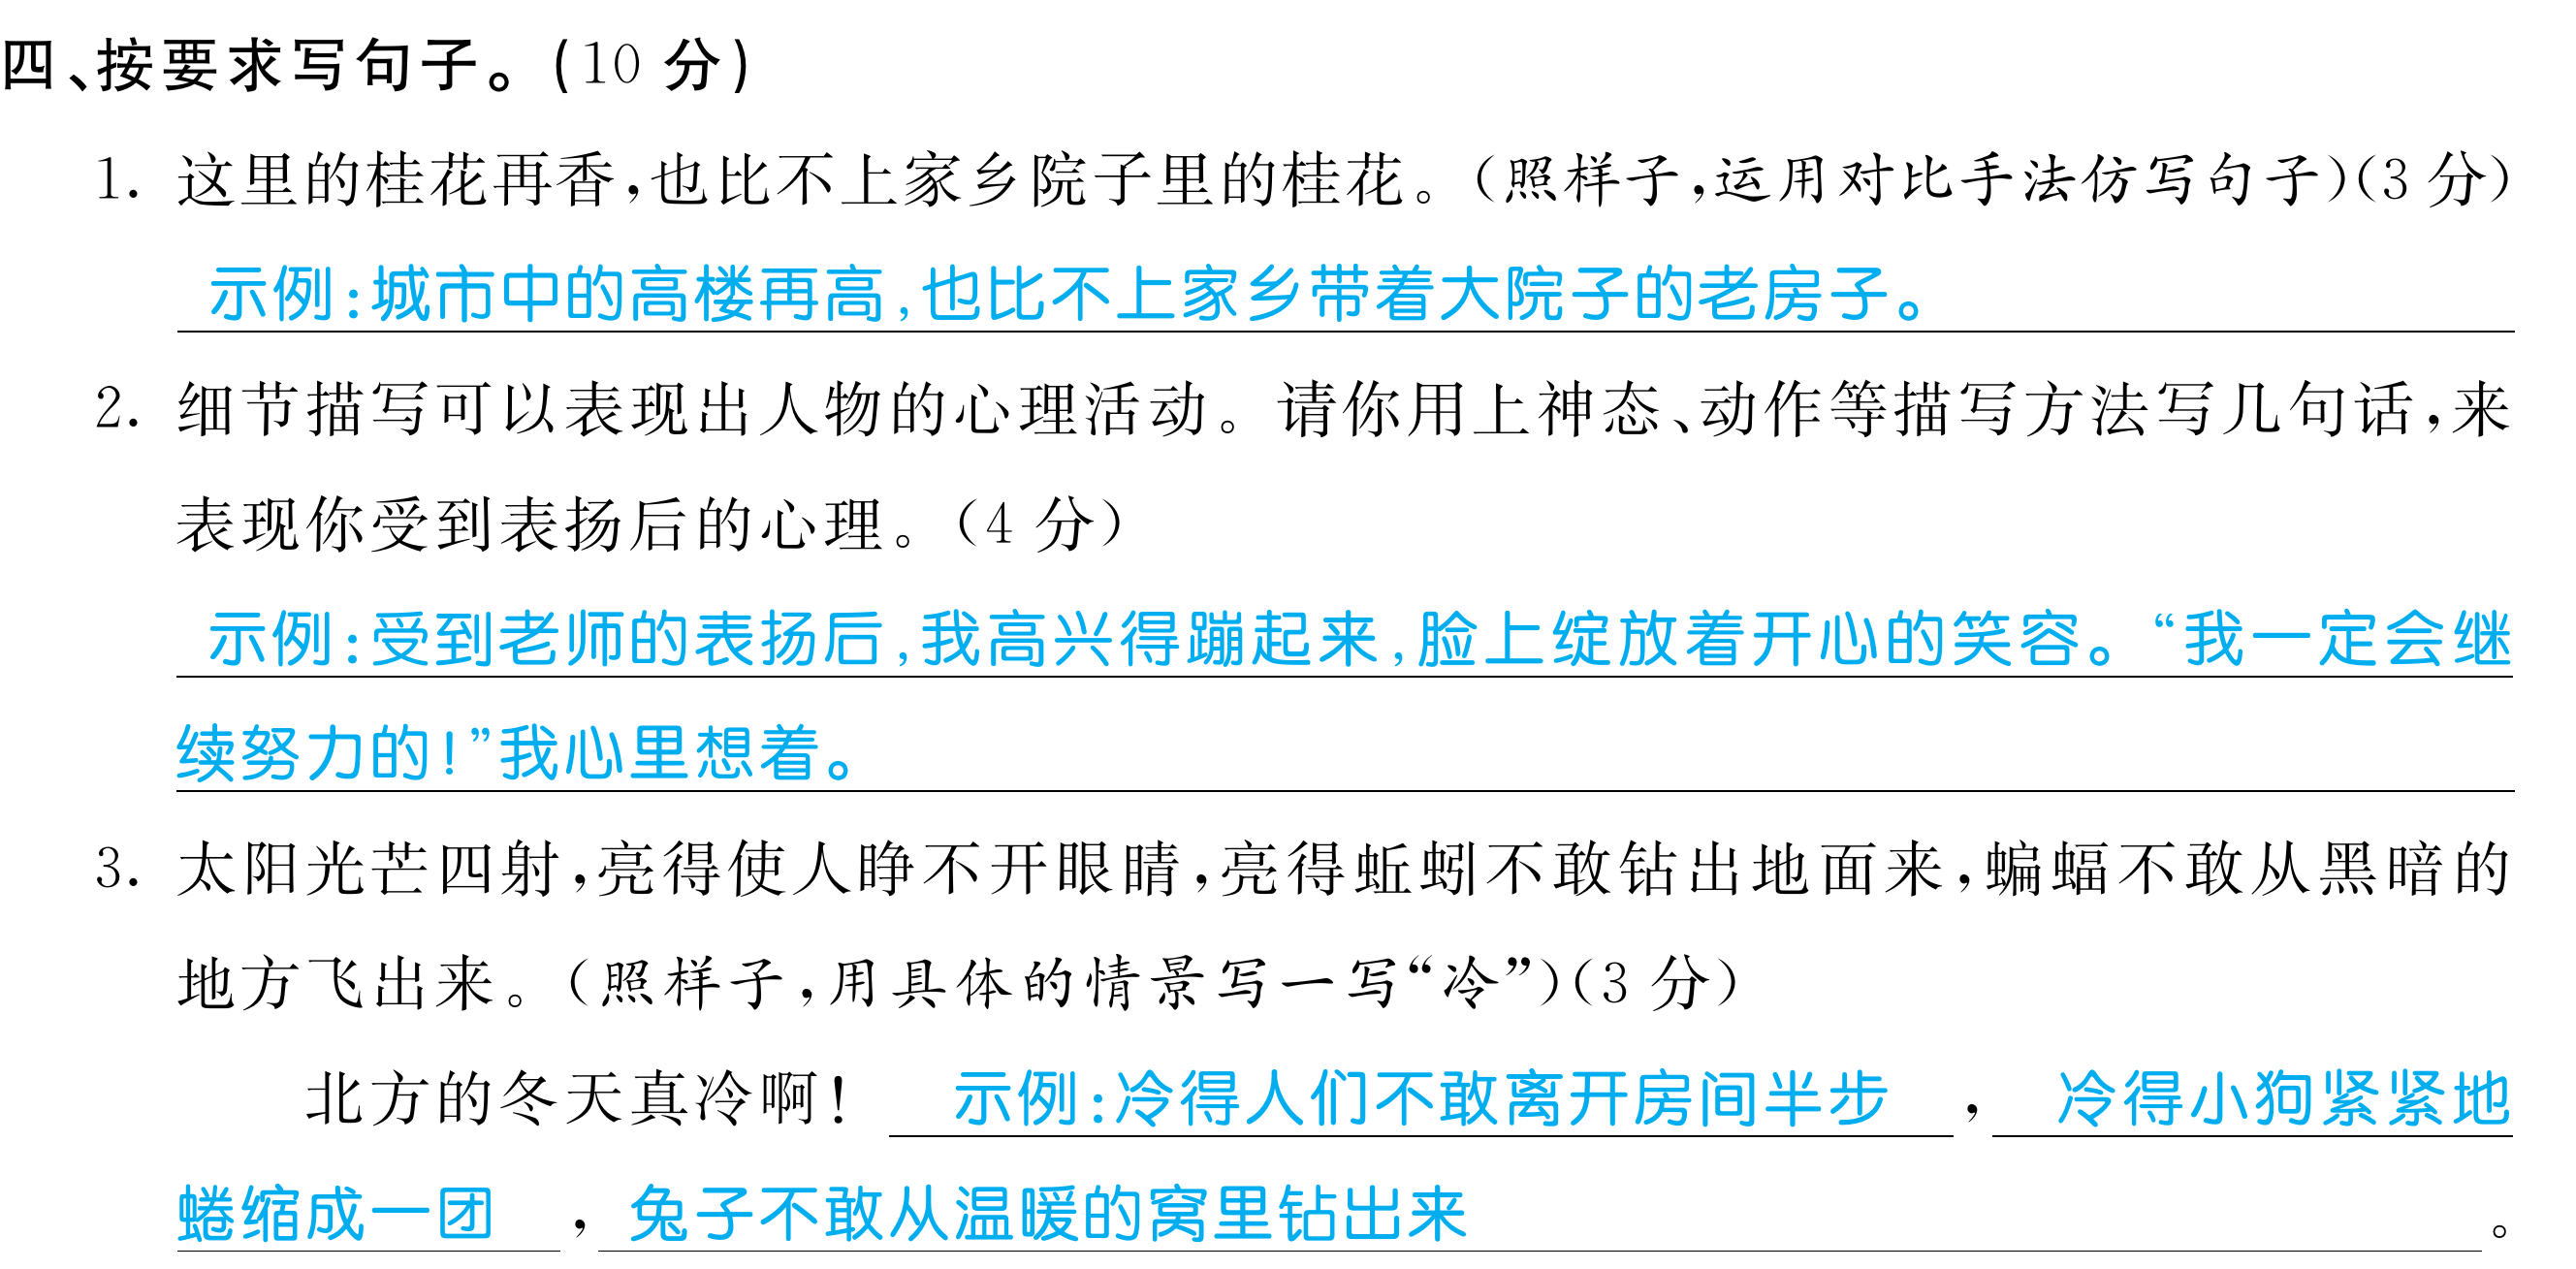 四、按要求写句子。(10 分)
1. 这里的桂花再香,也比不上家乡院子里的桂花。(照样子,运用对比手法仿写句子)(3 分)
示例:城市中的高楼再高,也比不上家乡带着大院子的老房子。
2. 细节描写可以表现出人物的心理活动。请你用上神态、动作等描写方法写几句话,来
表现你受到表扬后的心理。(4 分)
示例:受到老师的表扬后,我高兴得蹦起来,脸上绽放着开心的笑容。“我一定会继
续努力的!”我心里想着。
3. 太阳光芒四射,亮得使人睁不开眼睛,亮得蚯蚓不敢钻出地面来,蝙蝠不敢从黑暗的
地方飞出来。(照样子,用具体的情景写一写“冷”)(3 分)
北方的冬天真冷啊! 示例:冷得人们不敢离开房间半步 , 冷得小狗紧紧地
蜷缩成一团 , 兔子不敢从温暖的窝里钻出来 。